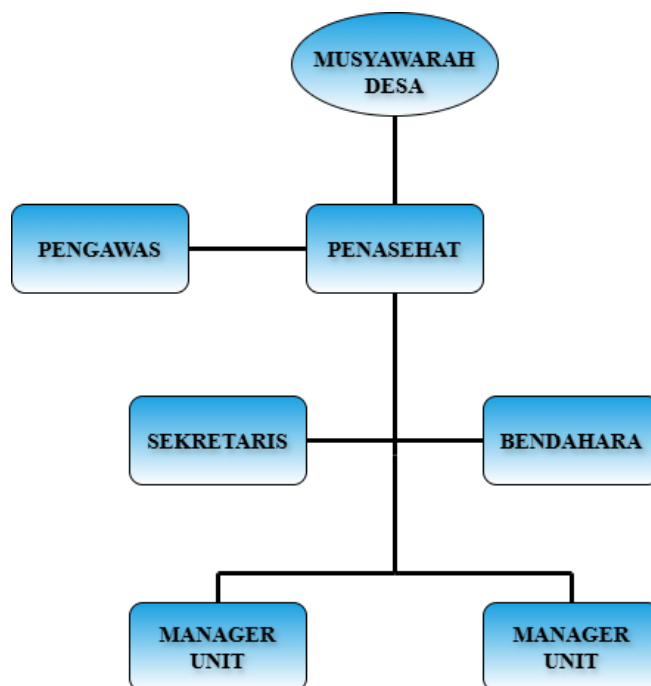 MUSYAWARAH
DESA
PENGAWAS
PENASEHAT
SEKRETARIS
BENDAHARA
MANAGER
UNIT
MANAGER
UNIT